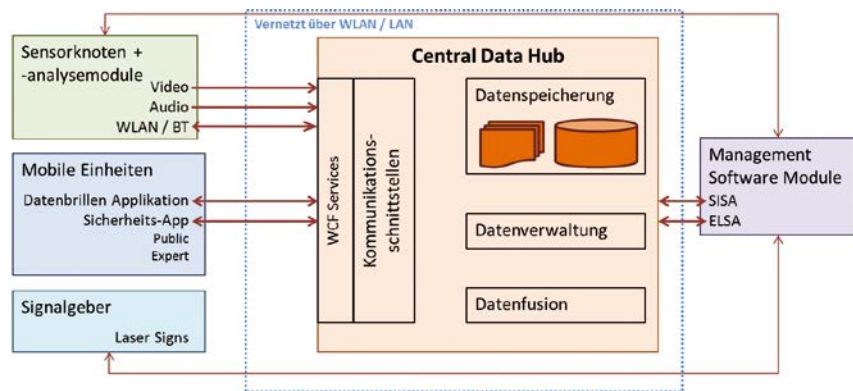 Vernetzt über WLAN / LAN
Sensorknoten +
-analysemodule
Video
Audio
WLAN / BT
Mobile Einheiten
Datenbrillen Applikation
Sicherheits-App
Public
Expert
Signalgeber
Laser Signs
Central Data Hub
WCF Services
Kommunikations-
schnittstellen
Datenspeicherung
Datenverwaltung
Datenfusion
Management
Software Module
SISA
ELSA